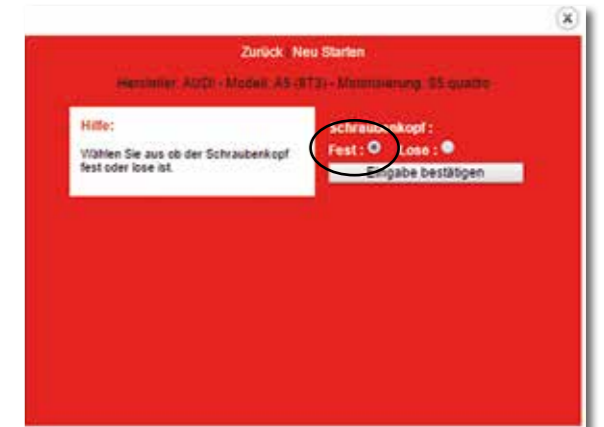 Zurück Neu Starten
Hersteller: AUDI - Modell: A5 (8T3) - Motorisierung: S5 quattro
Hilfe:
Wählen Sie aus ob der Schraubenkopf
fest oder lose ist.
Schraubenkopf :
Fest : Lose :
Eingabe bestätigen